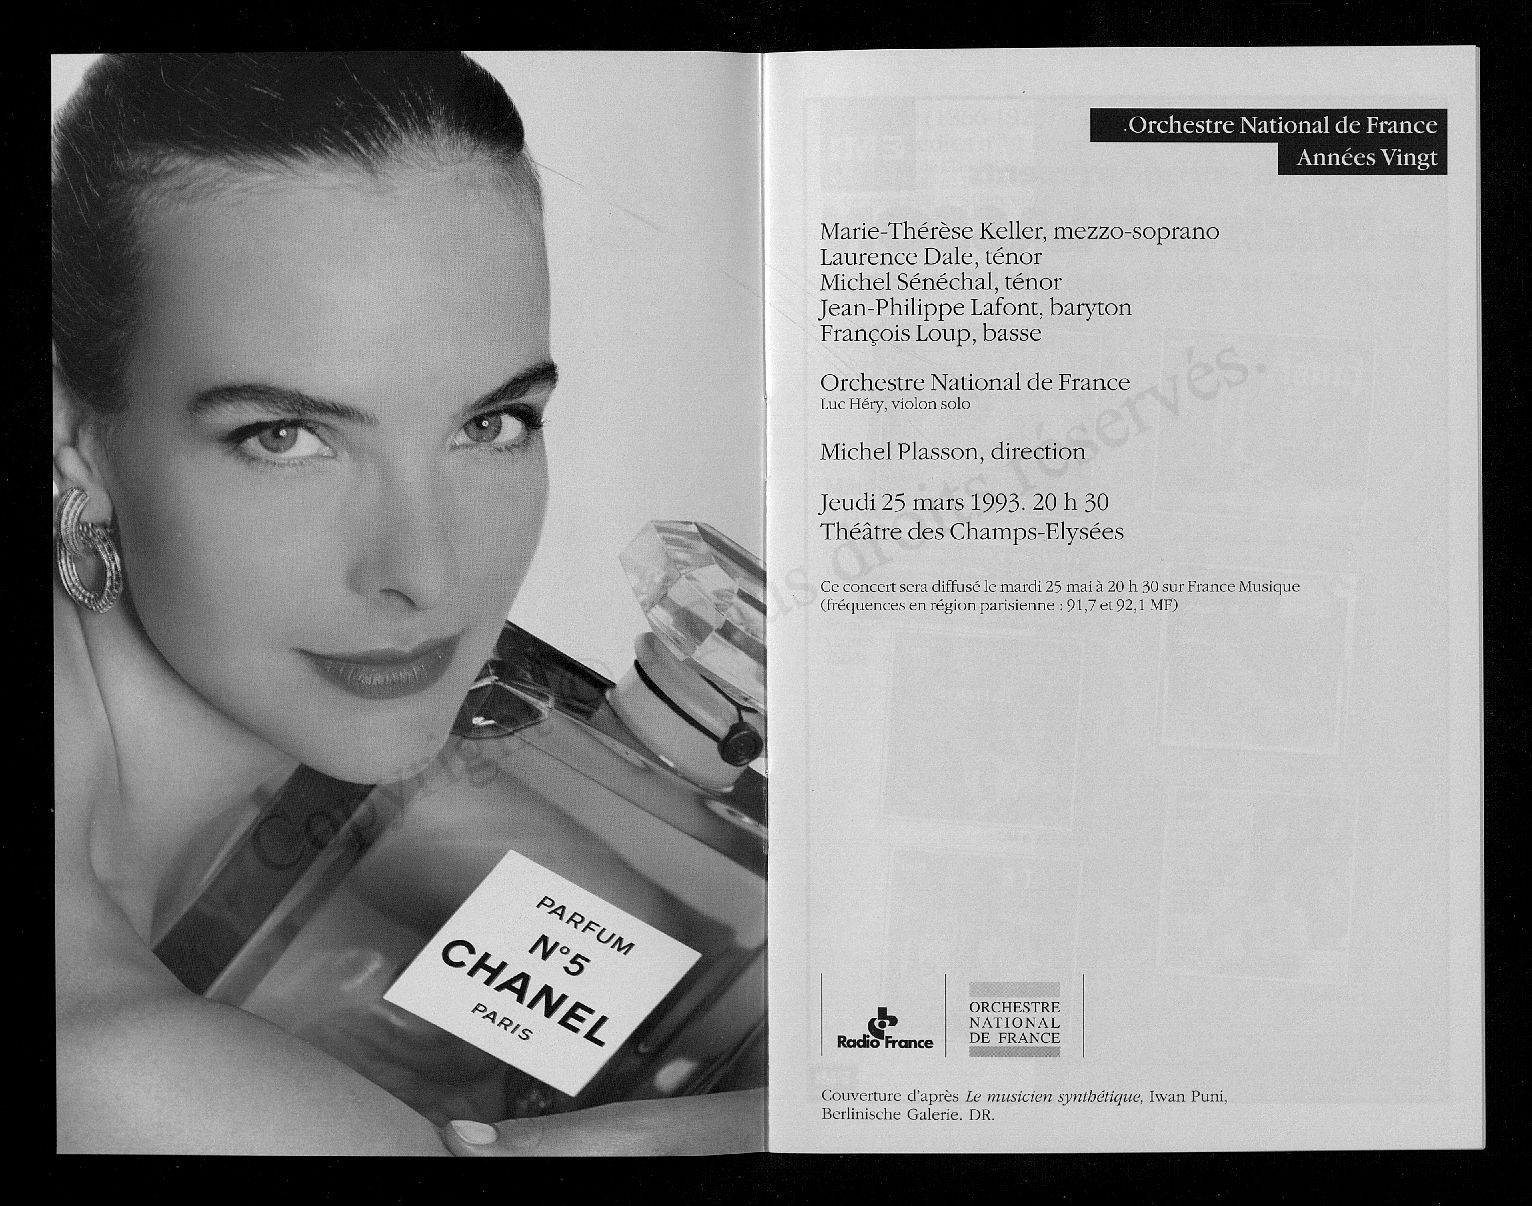 PARFUM
N°5
CHANEL
PARIS
Orchestre National de France
Années Vingt
Marie-Thérèse Keller, mezzo-soprano
Laurence Dale, ténor
Michel Sénéchal, ténor
Jean-Philippe Lafont, baryton
François Loup, basse
Orchestre National de France
Luc Héry, violon solo
Michel Plasson, direction
Jeudi 25 mars 1993. 20 h 30
Théâtre des Champs-Elysées
Ce concert sera diffusé le mardi 25 mai à 20 h 30 sur France Musique
(fréquences en région parisienne : 91,7 et 92,1 MF)
Radio France
ORCHESTRE
NATIONAL
DE FRANCE
Couverture d'après Le musicien synthétique, Iwan Puni,
Berlinische Galerie. DR.
droits réservés.